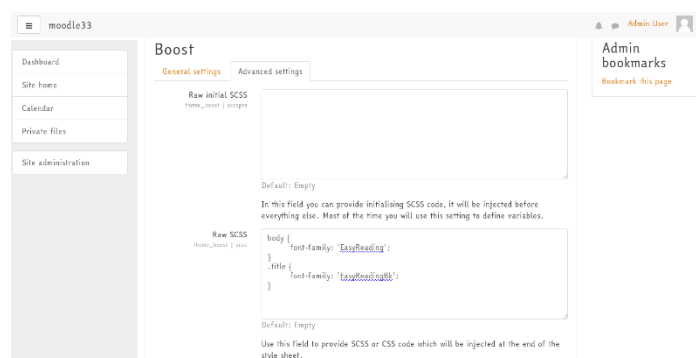 moodle33
Admin User
Dashboard
Site home
Calendar
Private files
Site administration
Boost
General settings
Advanced settings
Raw initial SCSS
theme_boost | scsspre
Default: Empty
In this field you can provide initialising SCSS code, it will be injected before
everything else. Most of the time you will use this setting to define variables.
Raw SCSS
theme_boost | scss
body {
font-family: 'EasyReading';
}
.title {
font-family: 'EasyReadingBk';
}
Default: Empty
Use this field to provide SCSS or CSS code which will be injected at the end of the
style sheet.
Admin
bookmarks
Bookmark this page